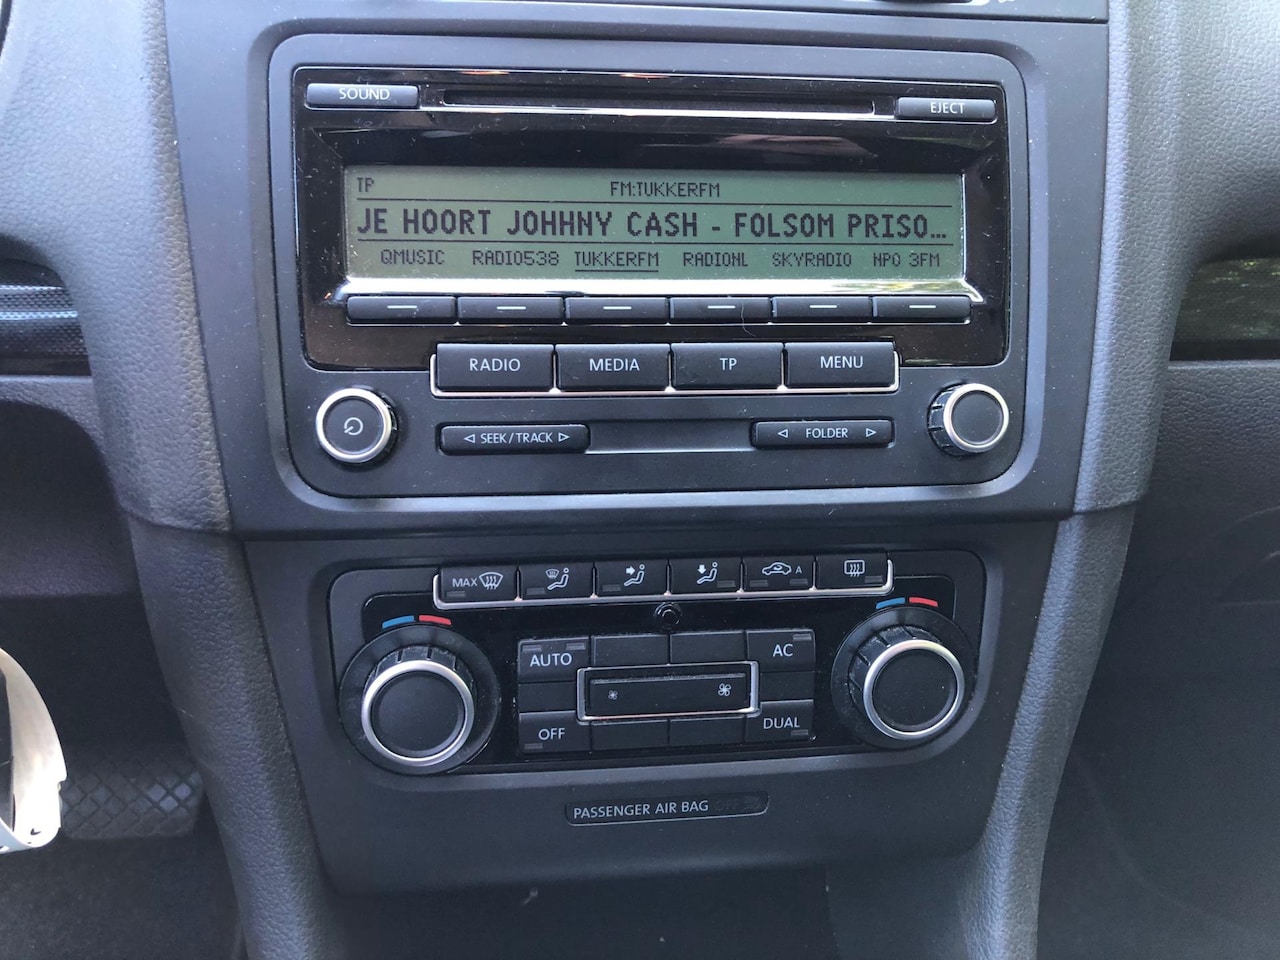 SOUND
EJECT
TP FM:TUKKERFM
JE HOORT JOHHNY CASH - FOLSOM PRISO...
QMUSIC RADIO538 TUKKERFM RADIONL SKYRADIO NPO 3FM
RADIO MEDIA TP MENU
SEEK/TRACK FOLDER
MAX A
AUTO AC
OFF DUAL
PASSENGER AIR BAG OFF